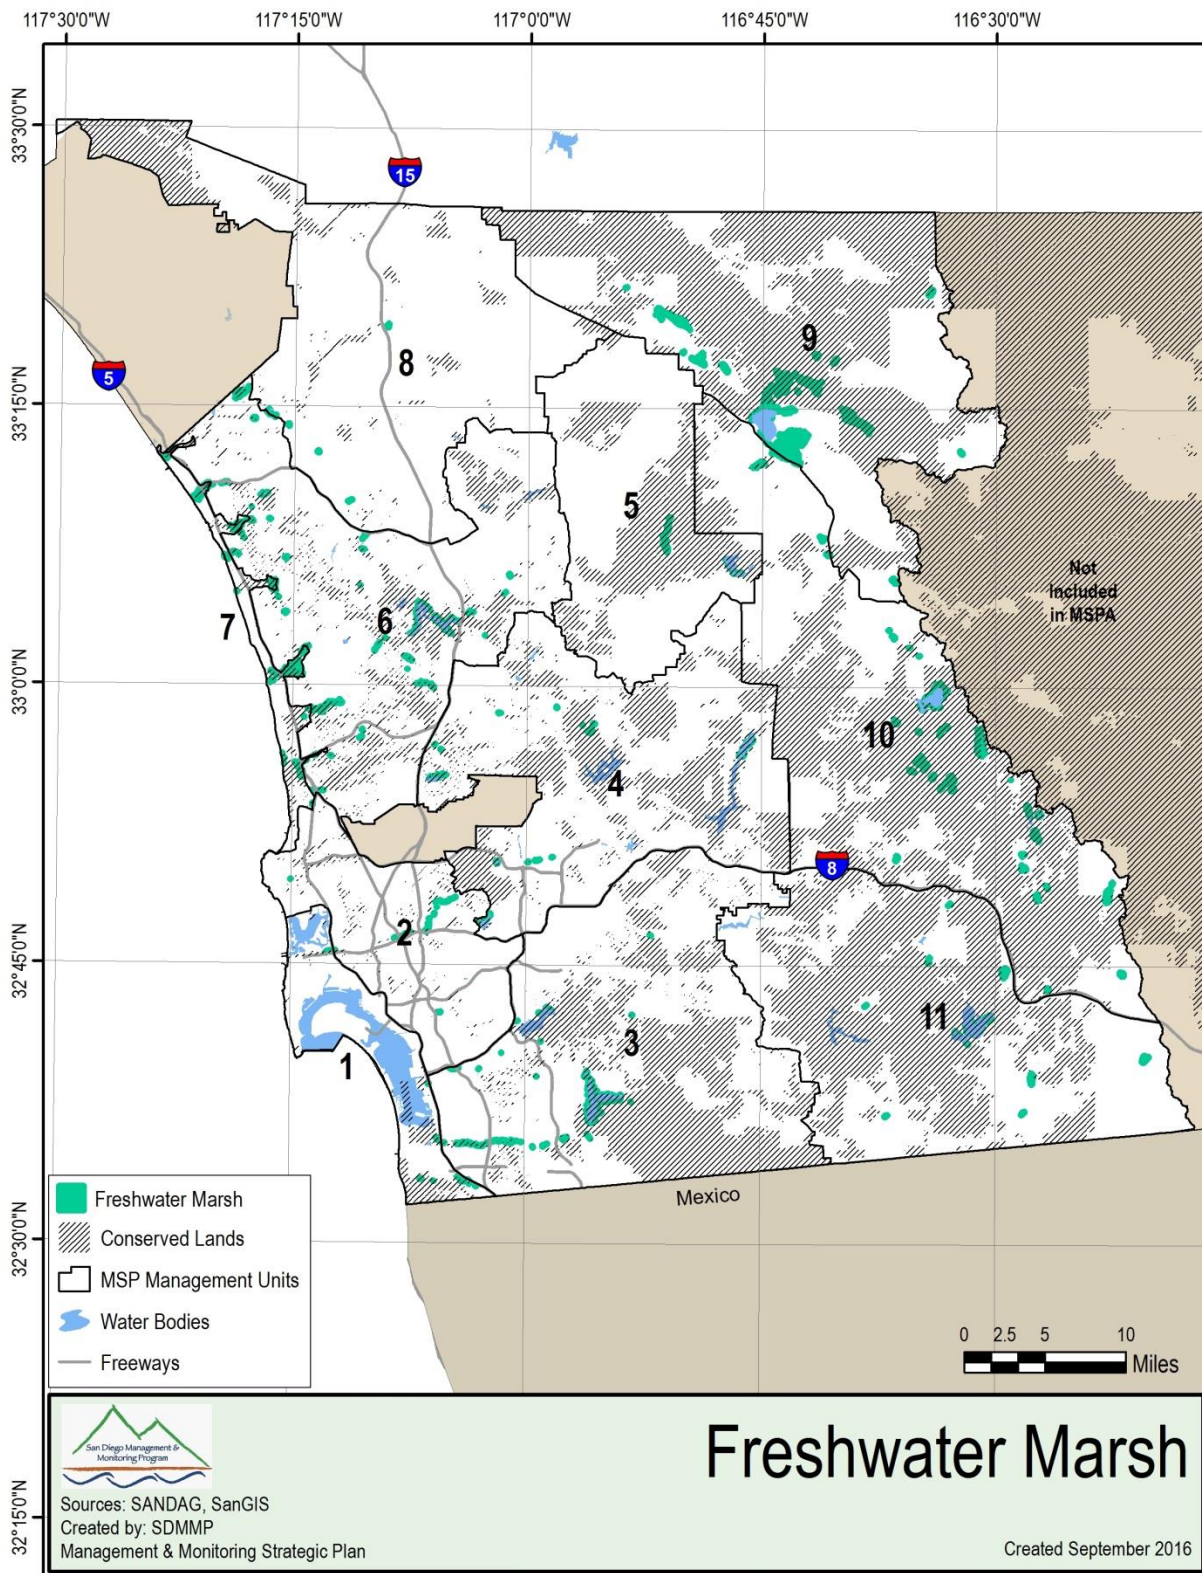 117°30'0"W 117°15'0"W 117°0'0"W 116°45'0"W 116°30'0"W
33°30'0"N
15
9
8
5
33°15'0"N
5
Not
Included
in MSPA
7
6
33°0'0"N
10
4
8
2
32°45'0"N
11
3
1
Freshwater Marsh
Conserved Lands
MSP Management Units
Water Bodies
Freeways
Mexico
32°30'0"N
0 2.5 5 10
Miles
San Diego Management &
Monitoring Program
Freshwater Marsh
32°15'0"N
Sources: SANDAG, SanGIS
Created by: SDMMP
Management & Monitoring Strategic Plan
Created September 2016